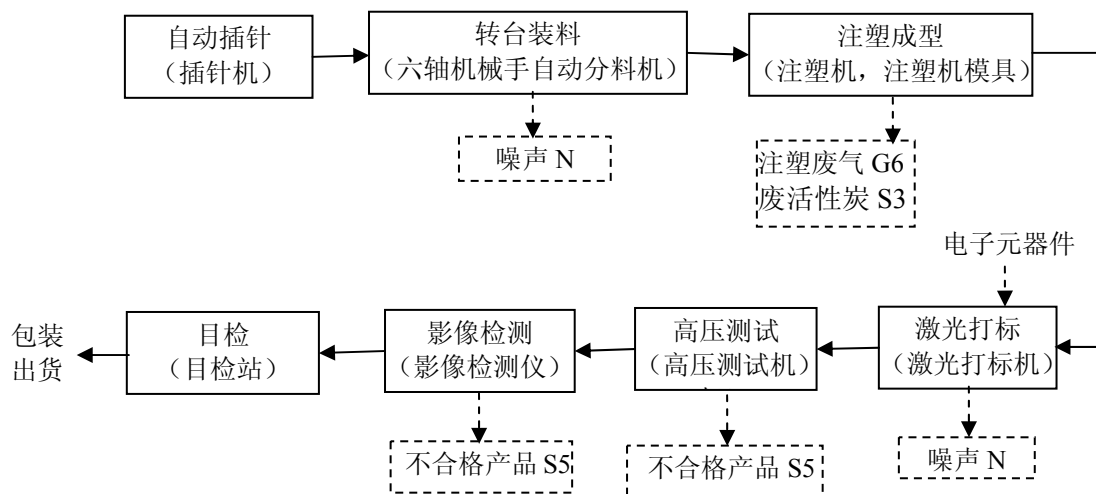 自动插针
（插针机）
转台装料
（六轴机械手自动分料机）
注塑成型
（注塑机，注塑机模具）
噪声 N
注塑废气 G6
废活性炭 S3
电子元器件
激光打标
（激光打标机）
噪声 N
高压测试
（高压测试机）
不合格产品 S5
影像检测
（影像检测仪）
不合格产品 S5
目检
（目检站）
包装
出货